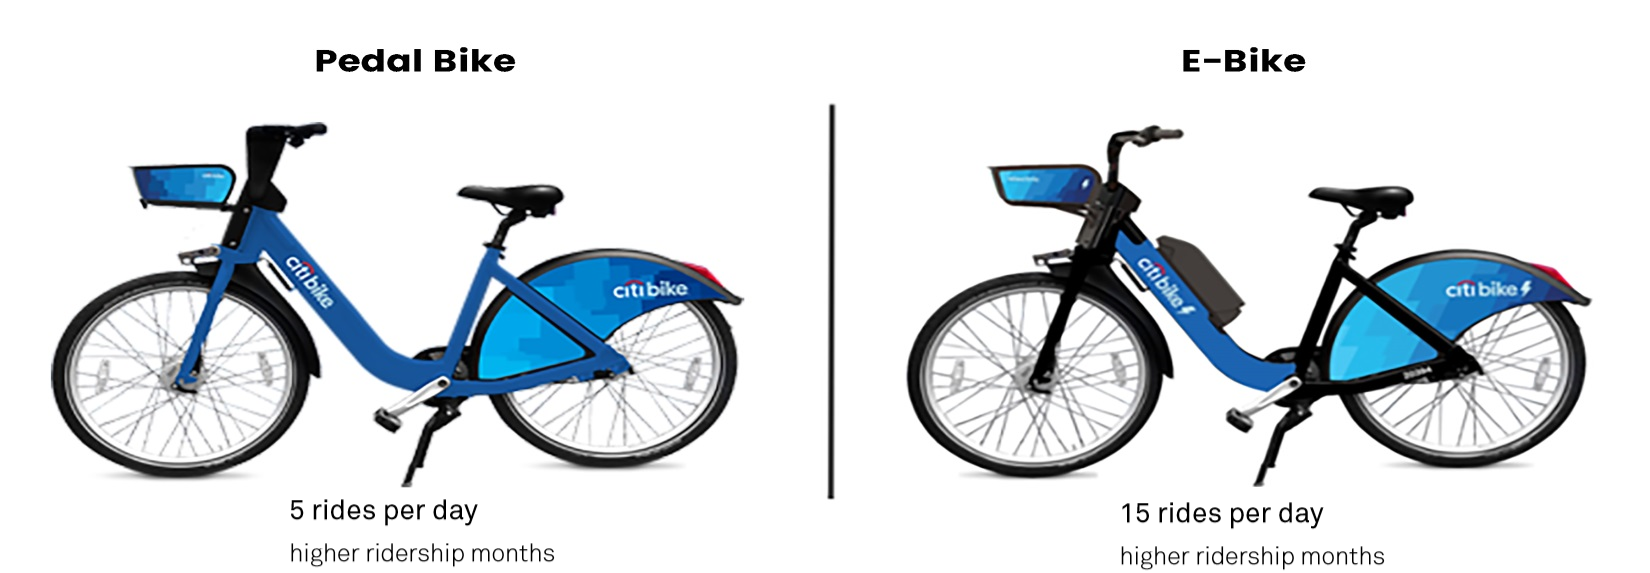 Pedal Bike
E-Bike
citibike
citibike
citibike
citibike
5 rides per day
higher ridership months
15 rides per day
higher ridership months